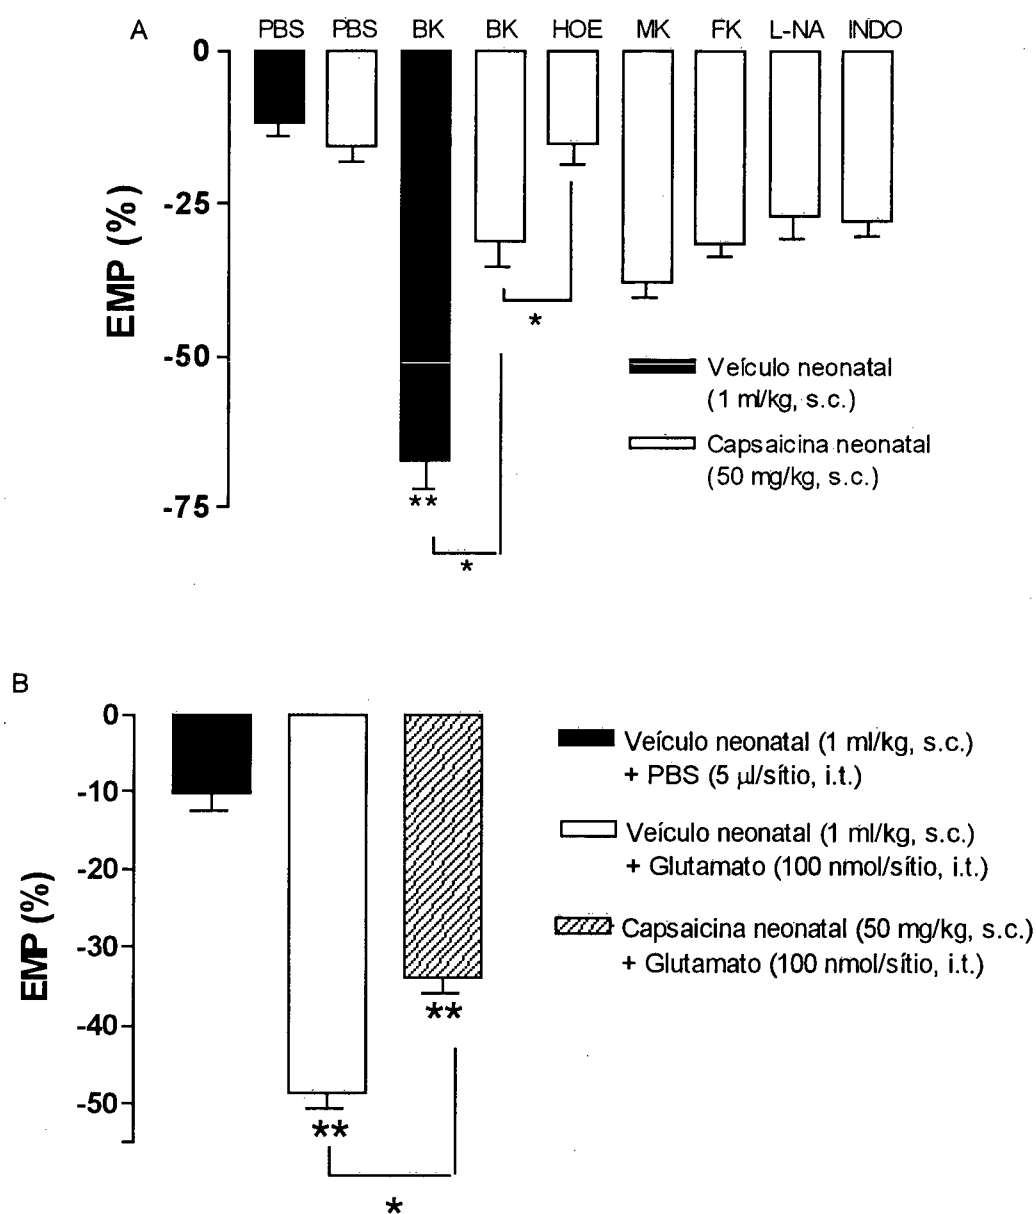 A
PBS PBS BK BK HOE MK FK L-NA INDO
0
-25
-50
-75
EMP (%)
*
**
*
Veículo neonatal
(1 ml/kg, s.c.)
Capsaicina neonatal
(50 mg/kg, s.c.)
B
0
-10
-20
-30
-40
-50
EMP (%)
**
**
*
Veículo neonatal (1 ml/kg, s.c.)
+ PBS (5 µl/sítio, i.t.)
Veículo neonatal (1 ml/kg, s.c.)
+ Glutamato (100 nmol/sítio, i.t.)
Capsaicina neonatal (50 mg/kg, s.c.)
+ Glutamato (100 nmol/sítio, i.t.)